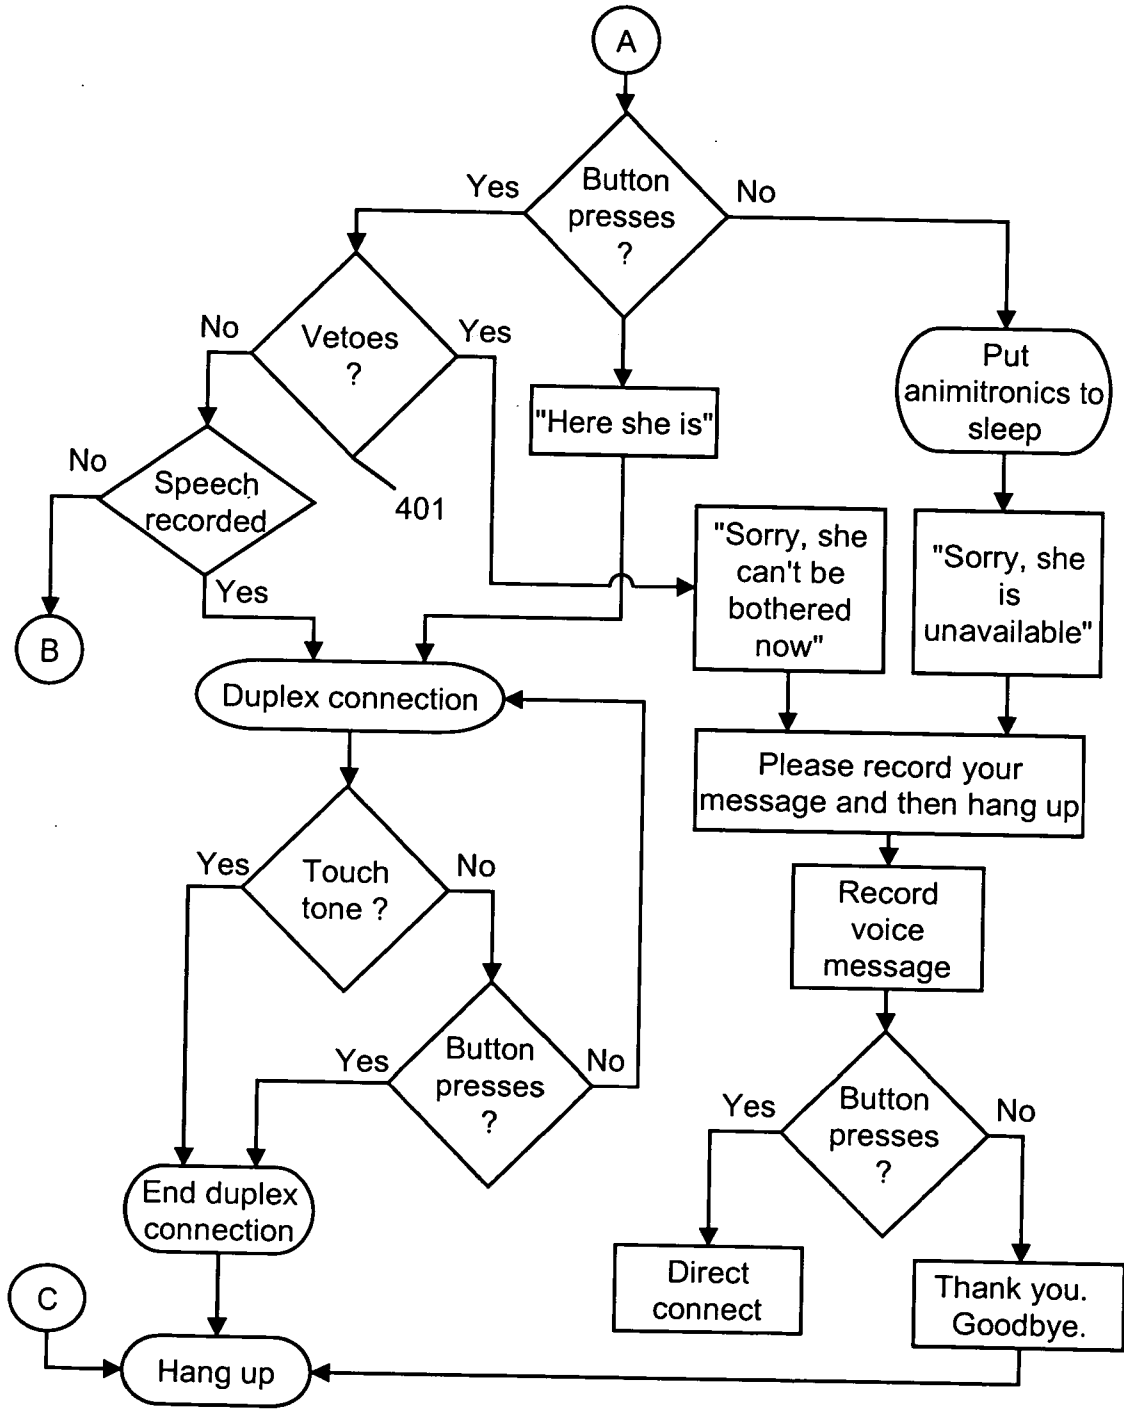 A
Button
presses
?
Yes
No
Vetoes
?
No
Yes
401
"Here she is"
Put
animitronics to
sleep
Speech
recorded
No
Yes
B
"Sorry, she
can't be
bothered
now"
"Sorry, she
is
unavailable"
Duplex connection
Please record your
message and then hang up
Touch
tone ?
Yes
No
Record
voice
message
Button
presses
?
Yes
No
Button
presses
?
Yes
No
End duplex
connection
Direct
connect
Thank you.
Goodbye.
C
Hang up